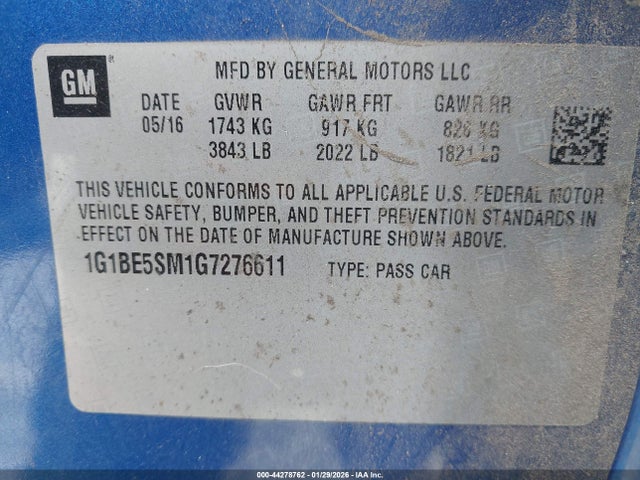 GM
MFD BY GENERAL MOTORS LLC
DATE GVWR GAWR FRT GAWR RR
05/16 1743 KG 917 KG 826 KG
3843 LB 2022 LB 1821 LB
THIS VEHICLE CONFORMS TO ALL APPLICABLE U.S. FEDERAL MOTOR
VEHICLE SAFETY, BUMPER, AND THEFT PREVENTION STANDARDS IN
EFFECT ON THE DATE OF MANUFACTURE SHOWN ABOVE.
1G1BE5SM1G7276611 TYPE: PASS CAR
000-44278762 - 01/29/2026 - IAA Inc.